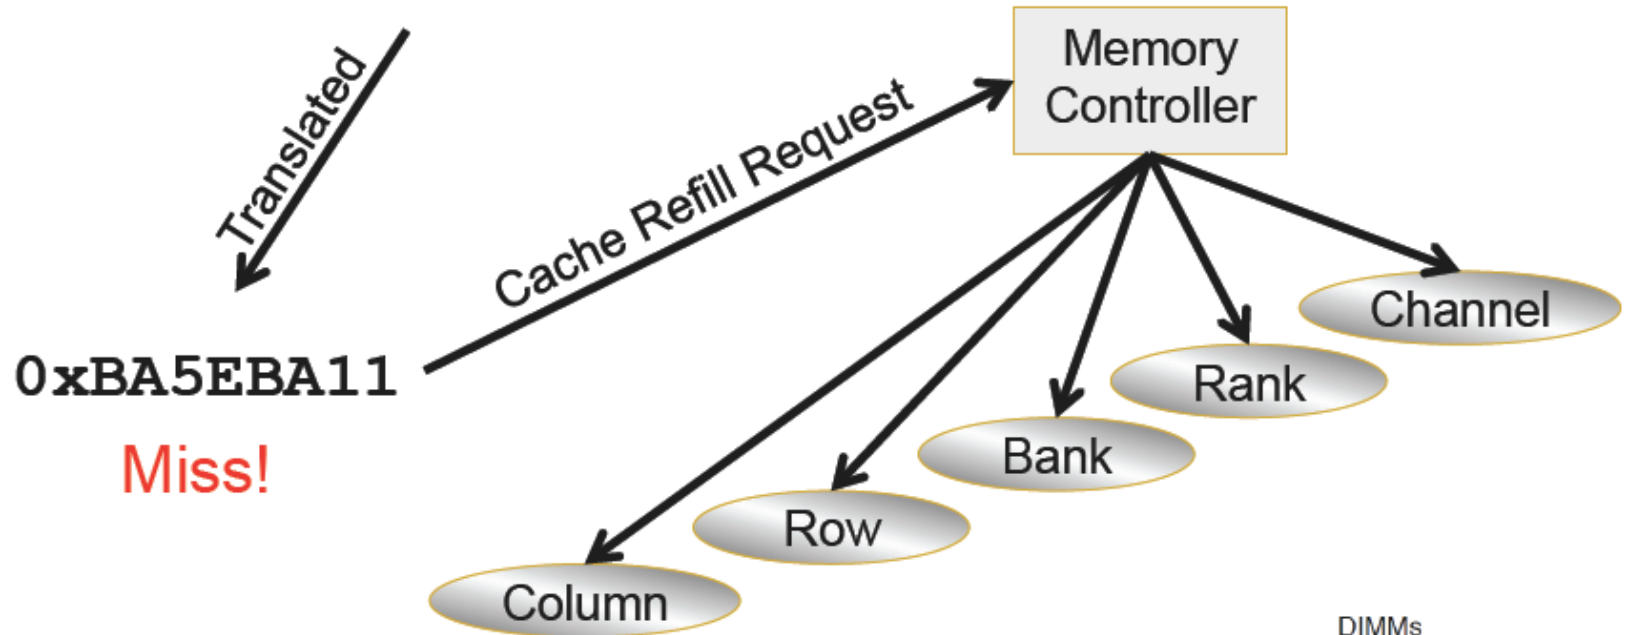 Memory
Controller
Translated
Cache Refill Request
Channel
0xBA5EBA11
Rank
Miss!
Bank
Row
Column
DIMMs